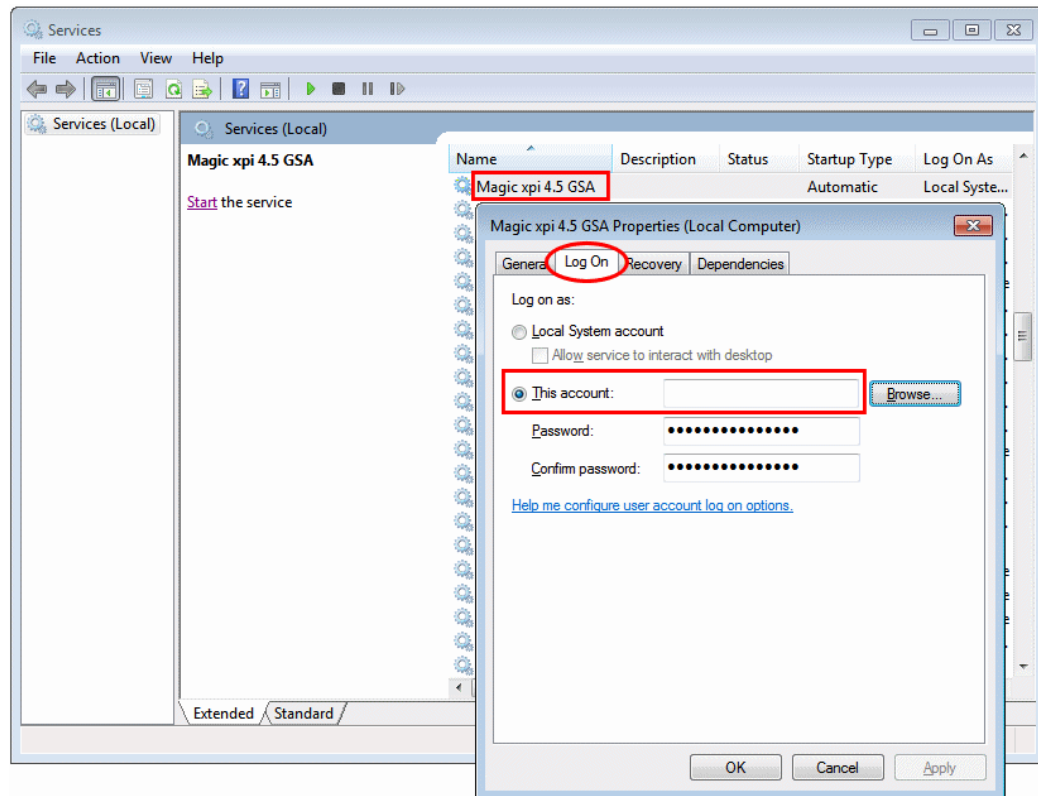 Services
File Action View Help
Services (Local)
Services (Local)
Magic xpi 4.5 GSA
Start the service
Name Description Status Startup Type Log On As
Magic xpi 4.5 GSA Automatic Local Syste...
Magic xpi 4.5 GSA Properties (Local Computer)
General Log On Recovery Dependencies
Log on as:
Local System account
Allow service to interact with desktop
This account:
Browse...
Password:
Confirm password:
Help me configure user account log on options.
OK Cancel Apply
Extended Standard